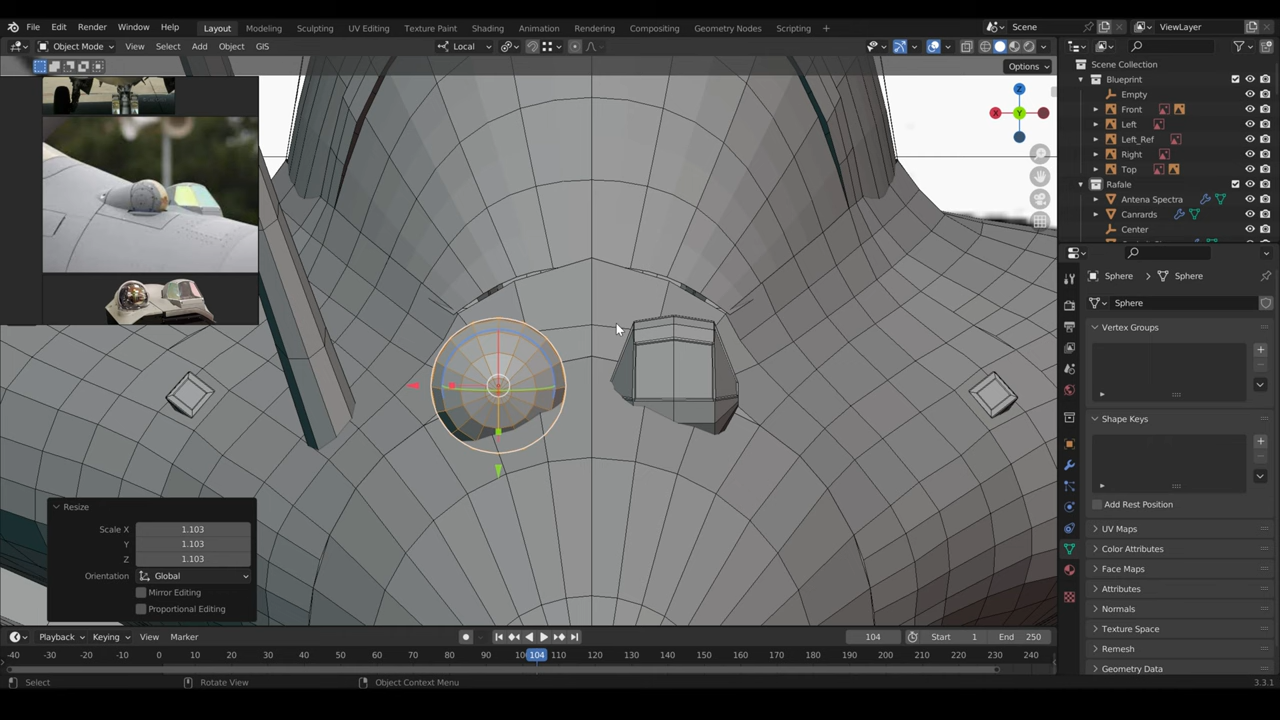 File Edit Render Window Help Layout Modeling Sculpting UV Editing Texture Paint Shading Animation Rendering Compositing Geometry Nodes Scripting + Scene ViewLayer
Object Mode View Select Add Object GIS Local
Options
Scene Collection
Blueprint
Empty
Front
Left
Left_Ref
Right
Top
Rafale
Antena Spectra
Canrards
Center
Z
X
Y
Sphere Sphere
Sphere
Vertex Groups
Shape Keys
Add Rest Position
UV Maps
Color Attributes
Face Maps
Attributes
Normals
Texture Space
Remesh
Geometry Data
Resize
Scale X 1.103
Y 1.103
Z 1.103
Orientation Global
Mirror Editing
Proportional Editing
Playback Keying View Marker 104 Start 1 End 250
-40 -30 -20 -10 0 10 20 30 40 50 60 70 80 90 104 110 120 130 140 150 160 170 180 190 200 210 220 230 240
Select Rotate View Object Context Menu 3.3.1